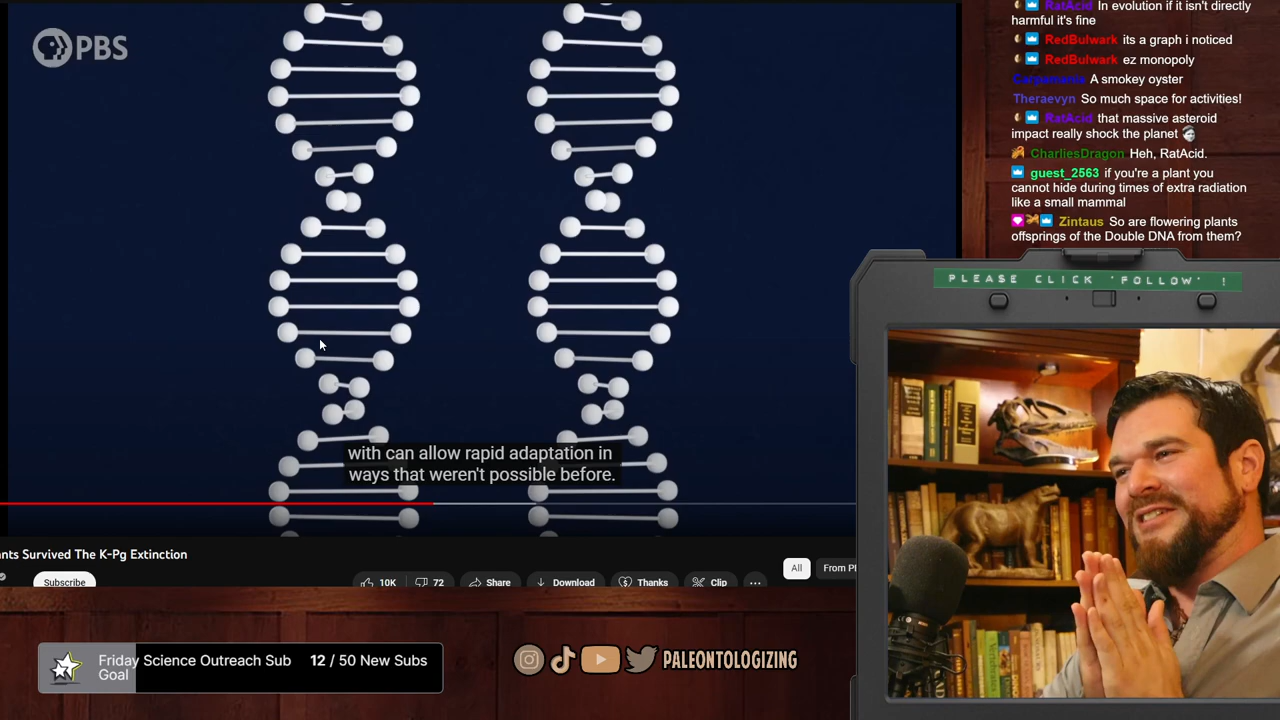 PBS
with can allow rapid adaptation in
ways that weren't possible before.
nts Survived The K-Pg Extinction
Subscribe
10K
72
Share
Download
Thanks
Clip
...
All
From P
RatAcid In evolution if it isn't directly
harmful it's fine
RedBulwark its a graph i noticed
RedBulwark ez monopoly
A smokey oyster
Theraevyn So much space for activities!
RatAcid that massive asteroid
impact really shock the planet
CharliesDragon Heh, RatAcid.
guest_2563 if you're a plant you
cannot hide during times of extra radiation
like a small mammal
Zintaus So are flowering plants
offsprings of the Double DNA from them?
PLEASE CLICK 'FOLLOW' !
Friday Science Outreach Sub
Goal
12 / 50 New Subs
PALEONTOLOGIZING